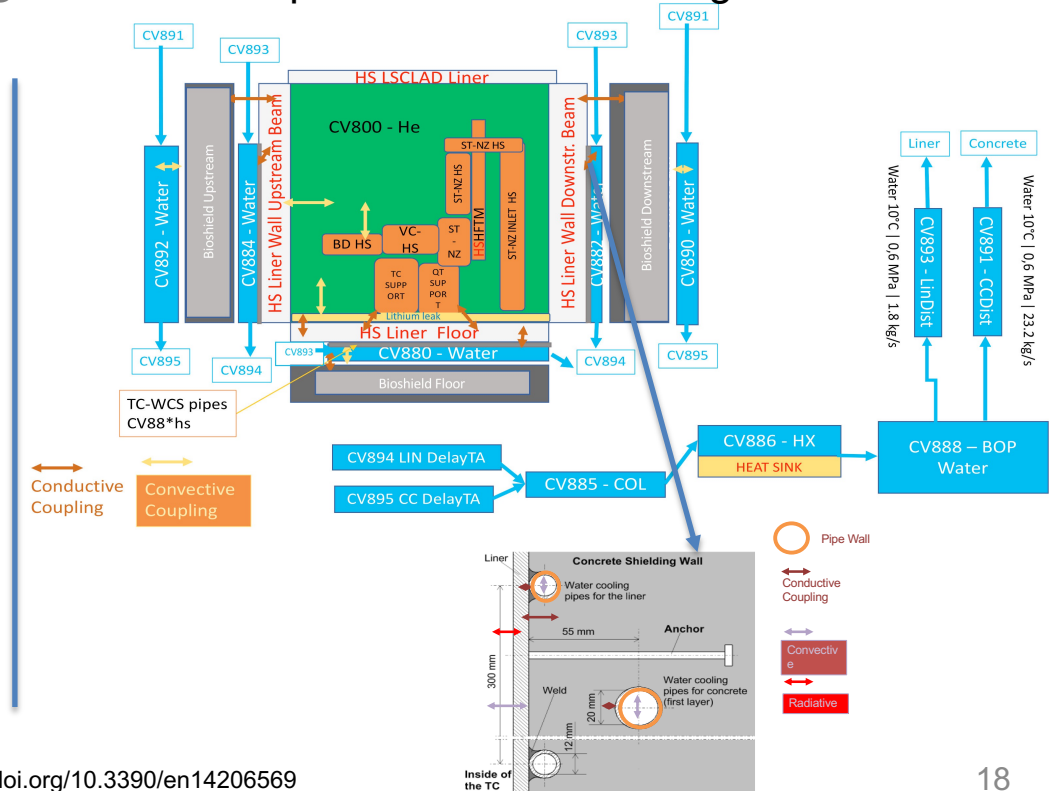 CV891
CV893
CV893
CV891
HS LSCLAD Liner
CV800 - He
ST-NZ HS
ST-NZ HS
HSHFTM
ST-NZ INLET HS
BD HS
VC-
HS
ST
-
NZ
TC
SUPP
ORT
QT
SUP
POR
T
Lithium leak
HS Liner Floor
CV892 - Water
Bioshield Upstream
CV884 - Water
HS Liner Wall Upstream Beam
HS Liner Wall Downstr. Beam
CV882 - Water
Bioshield Downstream
CV890 - Water
CV895
CV894
CV893
CV880 - Water
CV894
CV895
Bioshield Floor
TC-WCS pipes
CV88*hs
Conductive
Coupling
Convective
Coupling
Liner
Concrete
Water 10°C | 0,6 MPa | 1.8 kg/s
CV893 - LinDist
CV891 - CCDist
Water 10°C | 0,6 MPa | 23.2 kg/s
CV894 LIN DelayTA
CV895 CC DelayTA
CV885 - COL
CV886 - HX
HEAT SINK
CV888 – BOP
Water
Liner
Concrete Shielding Wall
Water cooling
pipes for the liner
55 mm
Anchor
300 mm
Weld
Water cooling
pipes for concrete
(first layer)
20 mm
12 mm
Inside of
the TC
Pipe Wall
Conductive
Coupling
Convectiv
e
Radiative
doi.org/10.3390/en14206569
18